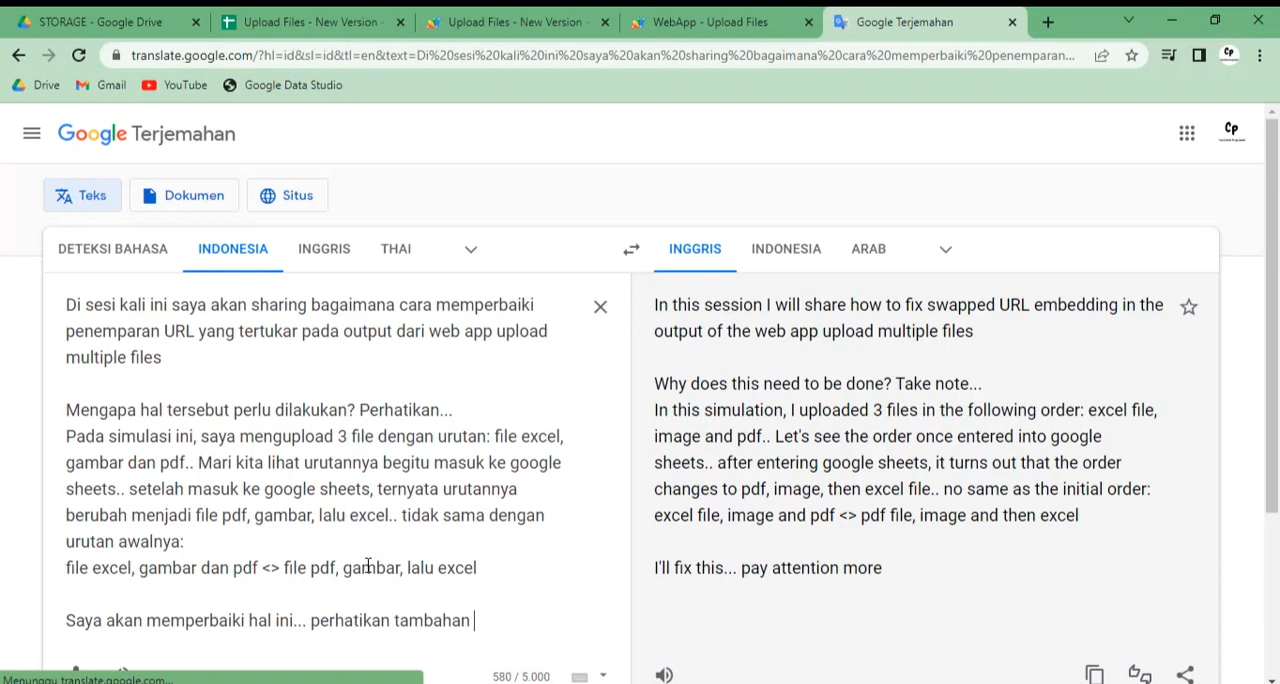 STORAGE - Google Drive
Upload Files - New Version -
Upload Files - New Version -
WebApp - Upload Files
Google Terjemahan
translate.google.com/?hl=id&sl=id&tl=en&text=Di%20sesi%20kali%20ini%20saya%20akan%20sharing%20bagaimana%20cara%20memperbaiki%20penemparan...
Cp
Drive
Gmail
YouTube
Google Data Studio
Google Terjemahan
Cp
Teks
Dokumen
Situs
DETEKSI BAHASA
INDONESIA
INGGRIS
THAI
INGGRIS
INDONESIA
ARAB
Di sesi kali ini saya akan sharing bagaimana cara memperbaiki
penemparan URL yang tertukar pada output dari web app upload
multiple files
Mengapa hal tersebut perlu dilakukan? Perhatikan...
Pada simulasi ini, saya mengupload 3 file dengan urutan: file excel,
gambar dan pdf.. Mari kita lihat urutannya begitu masuk ke google
sheets.. setelah masuk ke google sheets, ternyata urutannya
berubah menjadi file pdf, gambar, lalu excel.. tidak sama dengan
urutan awalnya:
file excel, gambar dan pdf <> file pdf, gambar, lalu excel
Saya akan memperbaiki hal ini... perhatikan tambahan
580 / 5.000
In this session I will share how to fix swapped URL embedding in the
output of the web app upload multiple files
Why does this need to be done? Take note...
In this simulation, I uploaded 3 files in the following order: excel file,
image and pdf.. Let's see the order once entered into google
sheets.. after entering google sheets, it turns out that the order
changes to pdf, image, then excel file.. no same as the initial order:
excel file, image and pdf <> pdf file, image and then excel
I'll fix this... pay attention more
Menunggu translate.google.com...